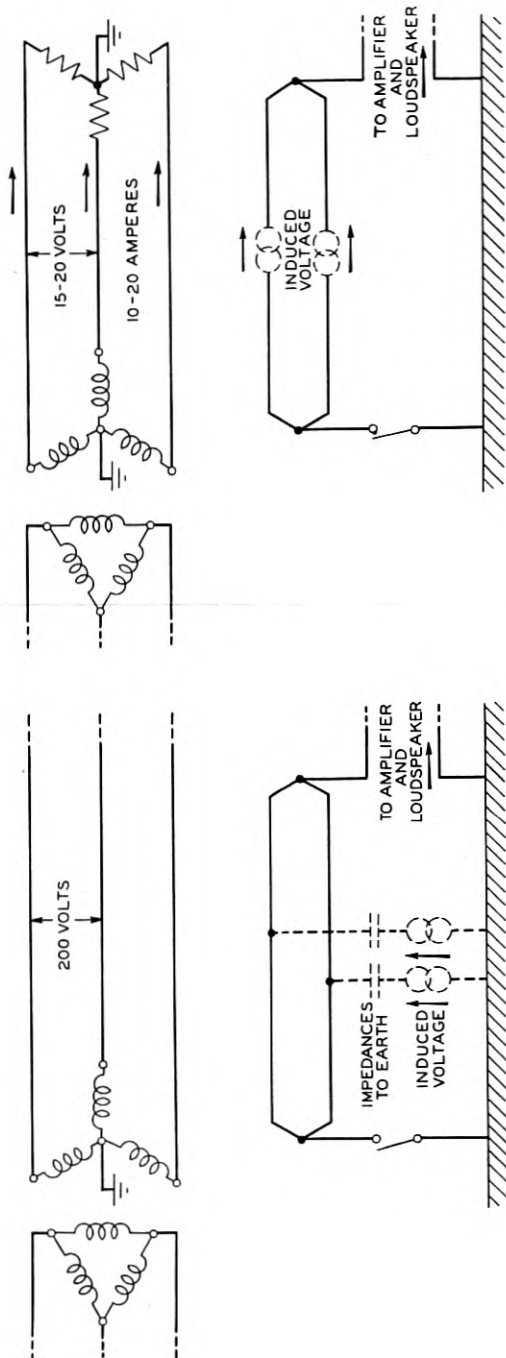 200 VOLTS
IMPEDANCES
TO EARTH
INDUCED
VOLTAGE
TO AMPLIFIER
AND
LOUDSPEAKER
15-20 VOLTS
10-20 AMPERES
INDUCED
VOLTAGE
TO AMPLIFIER
AND
LOUDSPEAKER